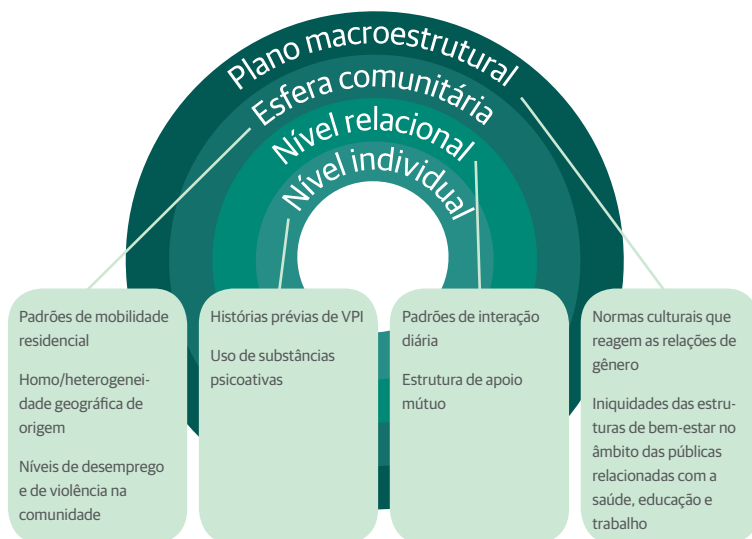 Plano macroestrutural
Esfera comunitária
Nível relacional
Nível individual
Padrões de mobilidade
residencial
Homo/heterogenei-
dade geográfica de
origem
Níveis de desemprego
e de violência na
comunidade
Histórias prévias de VPI
Uso de substâncias
psicoativas
Padrões de interação
diária
Estrutura de apoio
mútuo
Normas culturais que
reagem as relações de
gênero
Iniquidades das estru-
turas de bem-estar no
âmbito das públicas
relacionadas com a
saúde, educação e
trabalho